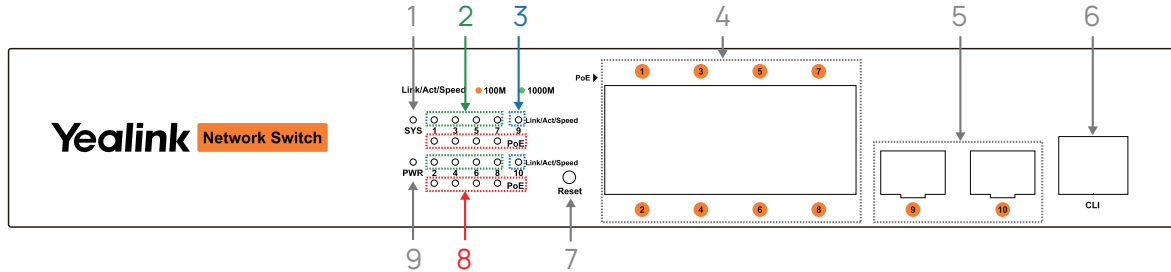 1 2 3 4 5 6
PoE 1 3 5 7
Link/Act/Speed 100M 1000M
SYS Link/Act/Speed
1 3 5 7 9
PoE
Yealink Network Switch
Link/Act/Speed
PWR 2 4 6 8 10
PoE
Reset
2 4 6 8 9 10 CLI
9 8 7